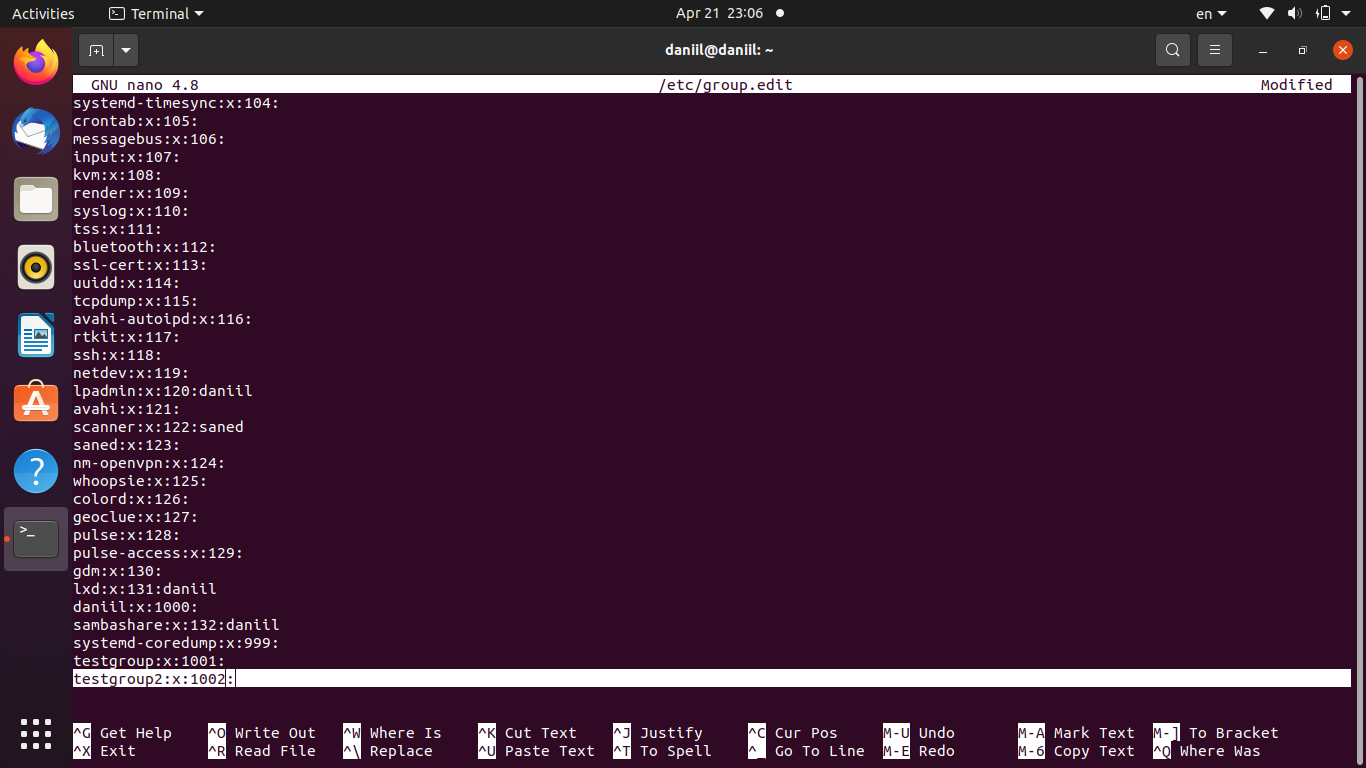 Activities Terminal Apr 21 23:06 en
daniil@daniil: ~
GNU nano 4.8 /etc/group.edit Modified
systemd-timesync:x:104:
crontab:x:105:
messagebus:x:106:
input:x:107:
kvm:x:108:
render:x:109:
syslog:x:110:
tss:x:111:
bluetooth:x:112:
ssl-cert:x:113:
uuidd:x:114:
tcpdump:x:115:
avahi-autoipd:x:116:
rtkit:x:117:
ssh:x:118:
netdev:x:119:
lpadmin:x:120:daniil
avahi:x:121:
scanner:x:122:saned
saned:x:123:
nm-openvpn:x:124:
whoopsie:x:125:
colord:x:126:
geoclue:x:127:
pulse:x:128:
pulse-access:x:129:
gdm:x:130:
lxd:x:131:daniil
daniil:x:1000:
sambashare:x:132:daniil
systemd-coredump:x:999:
testgroup:x:1001:
testgroup2:x:1002:
^G Get Help ^O Write Out ^W Where Is ^K Cut Text ^J Justify ^C Cur Pos M-U Undo M-A Mark Text M-] To Bracket
^X Exit ^R Read File ^\ Replace ^U Paste Text ^T To Spell ^_ Go To Line M-E Redo M-6 Copy Text ^Q Where Was